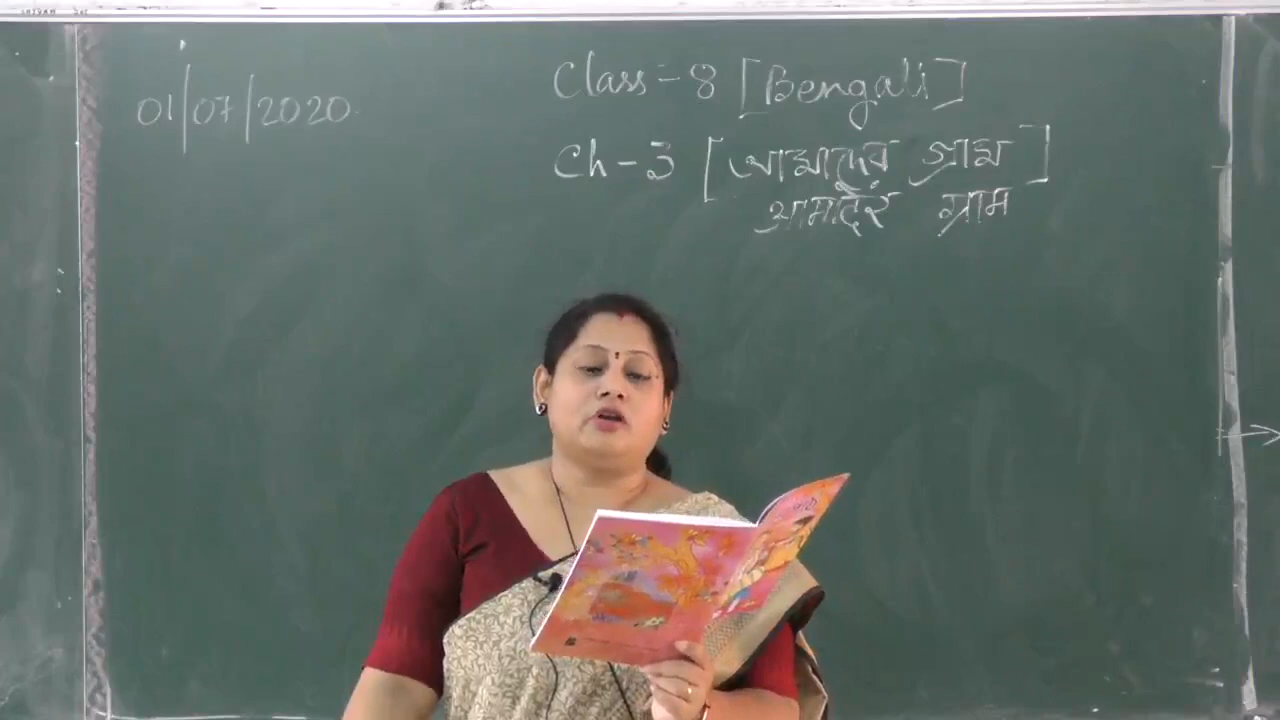 01/07/2020
Class - 8 [Bengali]
Ch - 3 [আমাদের গ্রাম]
आमादेर ग्राम